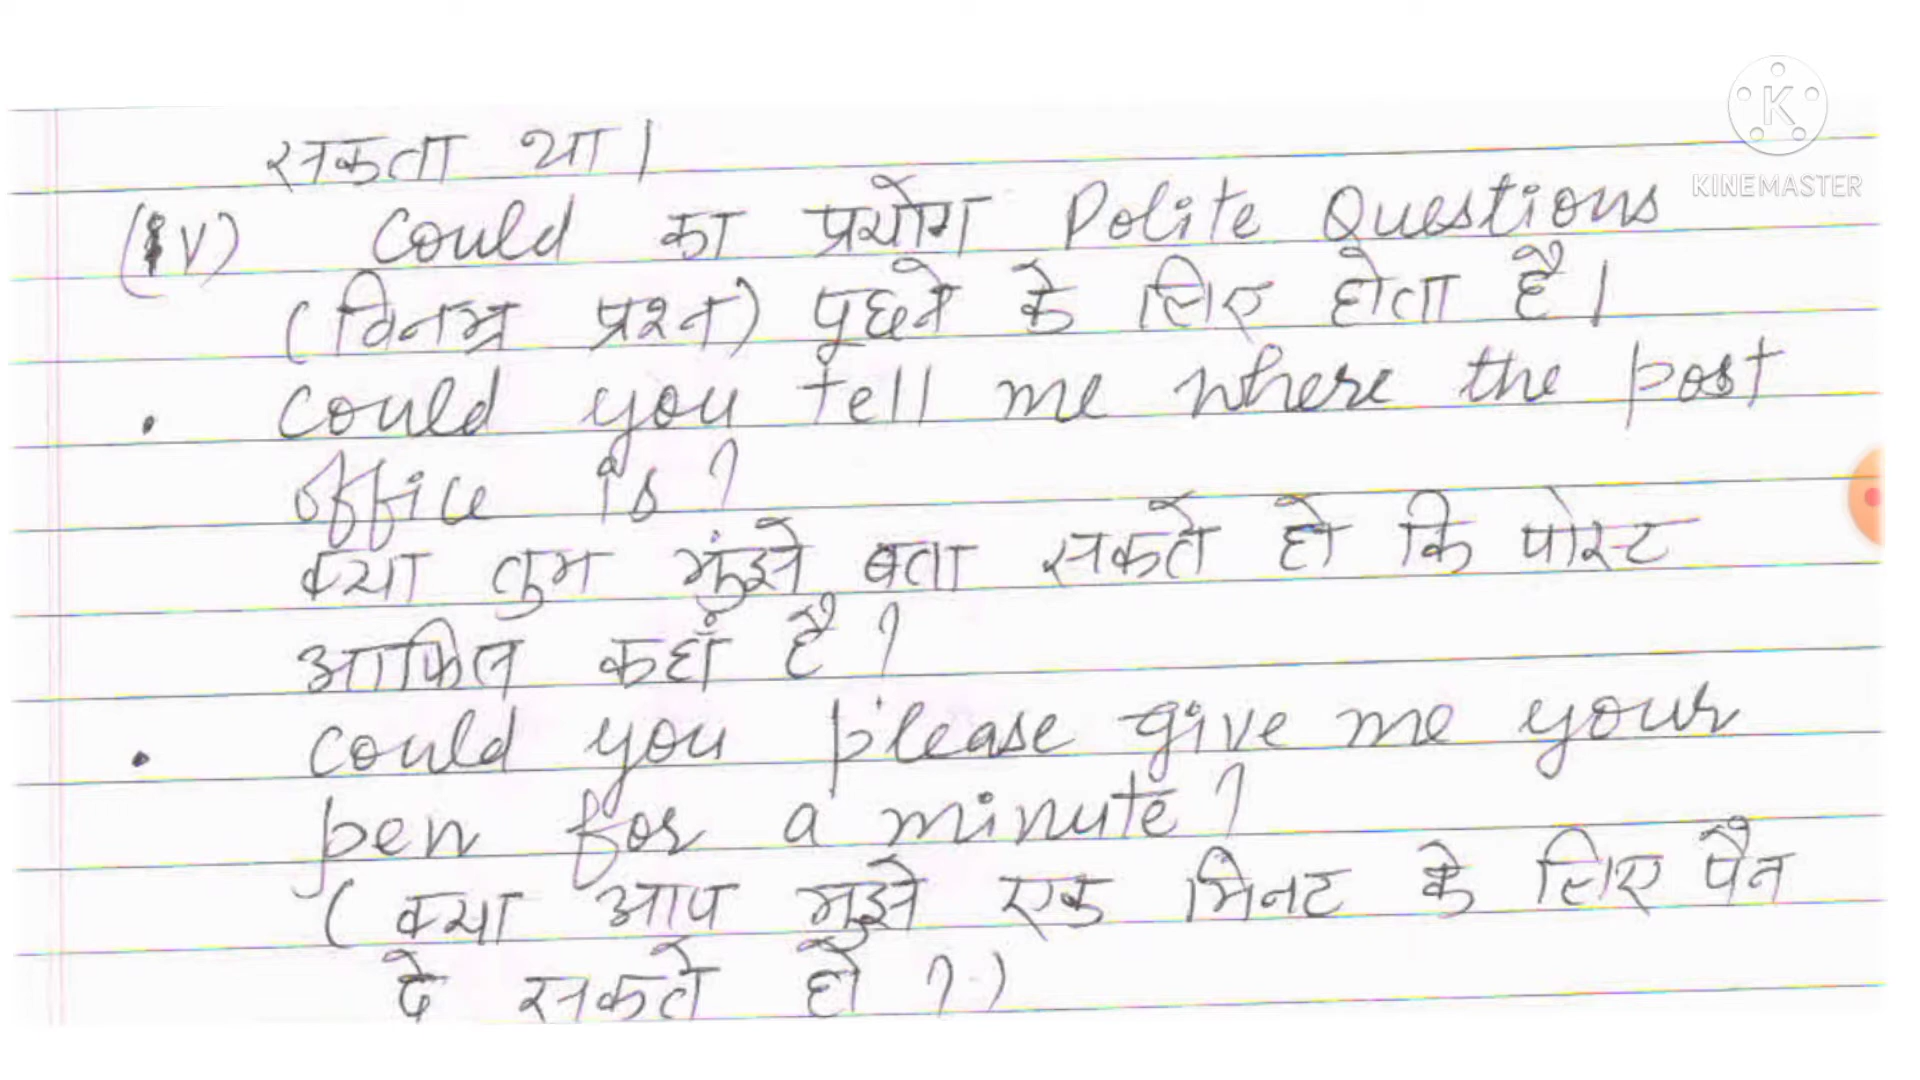 सकता था।
(iv) Could का प्रयोग Polite Questions
(विनम्र प्रश्न) पुछने के लिए होता है।
• Could you tell me where the post
office is?
क्या तुम मुझे बता सकते हो कि पोस्ट
आफिस कहाँ है?
• Could you please give me your
pen for a minute?
( क्या आप मुझे एक मिनट के लिए पैन
दे सकते हो ?)
K
KINEMASTER